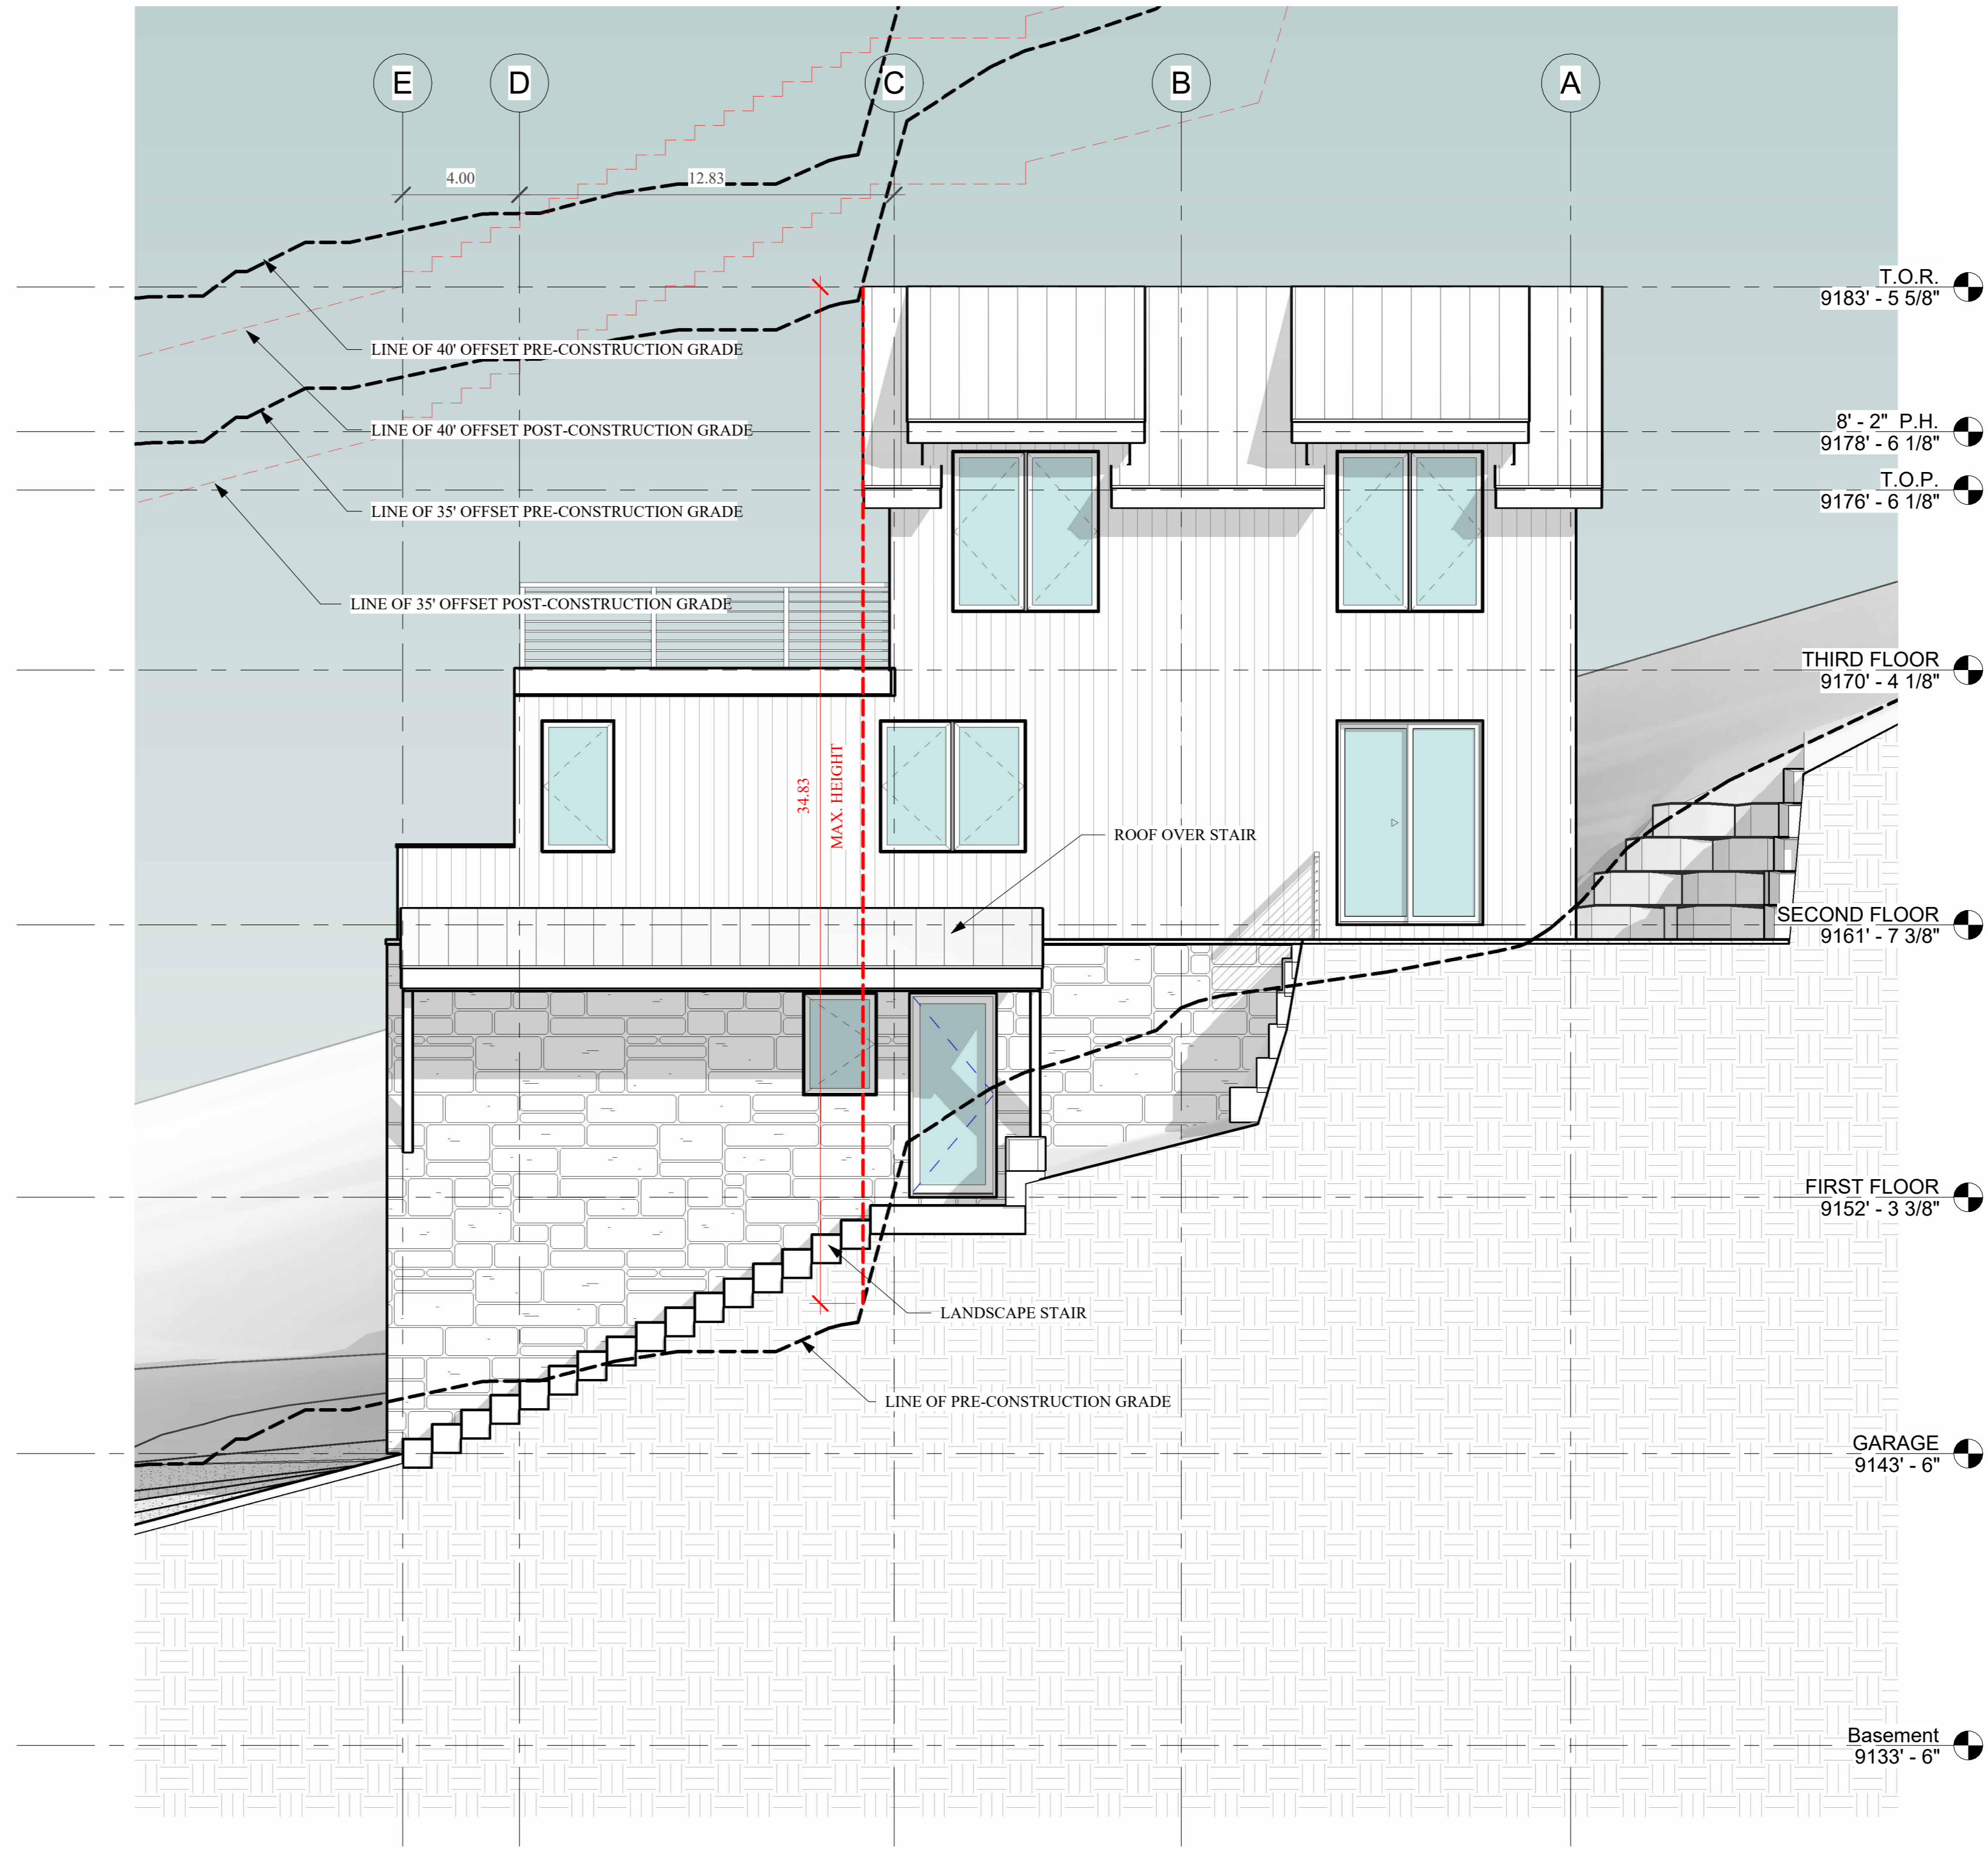 E
D
C
B
A
4.00
12.83
T.O.R.
9183' - 5 5/8"
LINE OF 40' OFFSET PRE-CONSTRUCTION GRADE
8' - 2" P.H.
9178' - 6 1/8"
LINE OF 40' OFFSET POST-CONSTRUCTION GRADE
T.O.P.
9176' - 6 1/8"
LINE OF 35' OFFSET PRE-CONSTRUCTION GRADE
LINE OF 35' OFFSET POST-CONSTRUCTION GRADE
THIRD FLOOR
9170' - 4 1/8"
34.83
MAX. HEIGHT
ROOF OVER STAIR
SECOND FLOOR
9161' - 7 3/8"
FIRST FLOOR
9152' - 3 3/8"
LANDSCAPE STAIR
LINE OF PRE-CONSTRUCTION GRADE
GARAGE
9143' - 6"
Basement
9133' - 6"